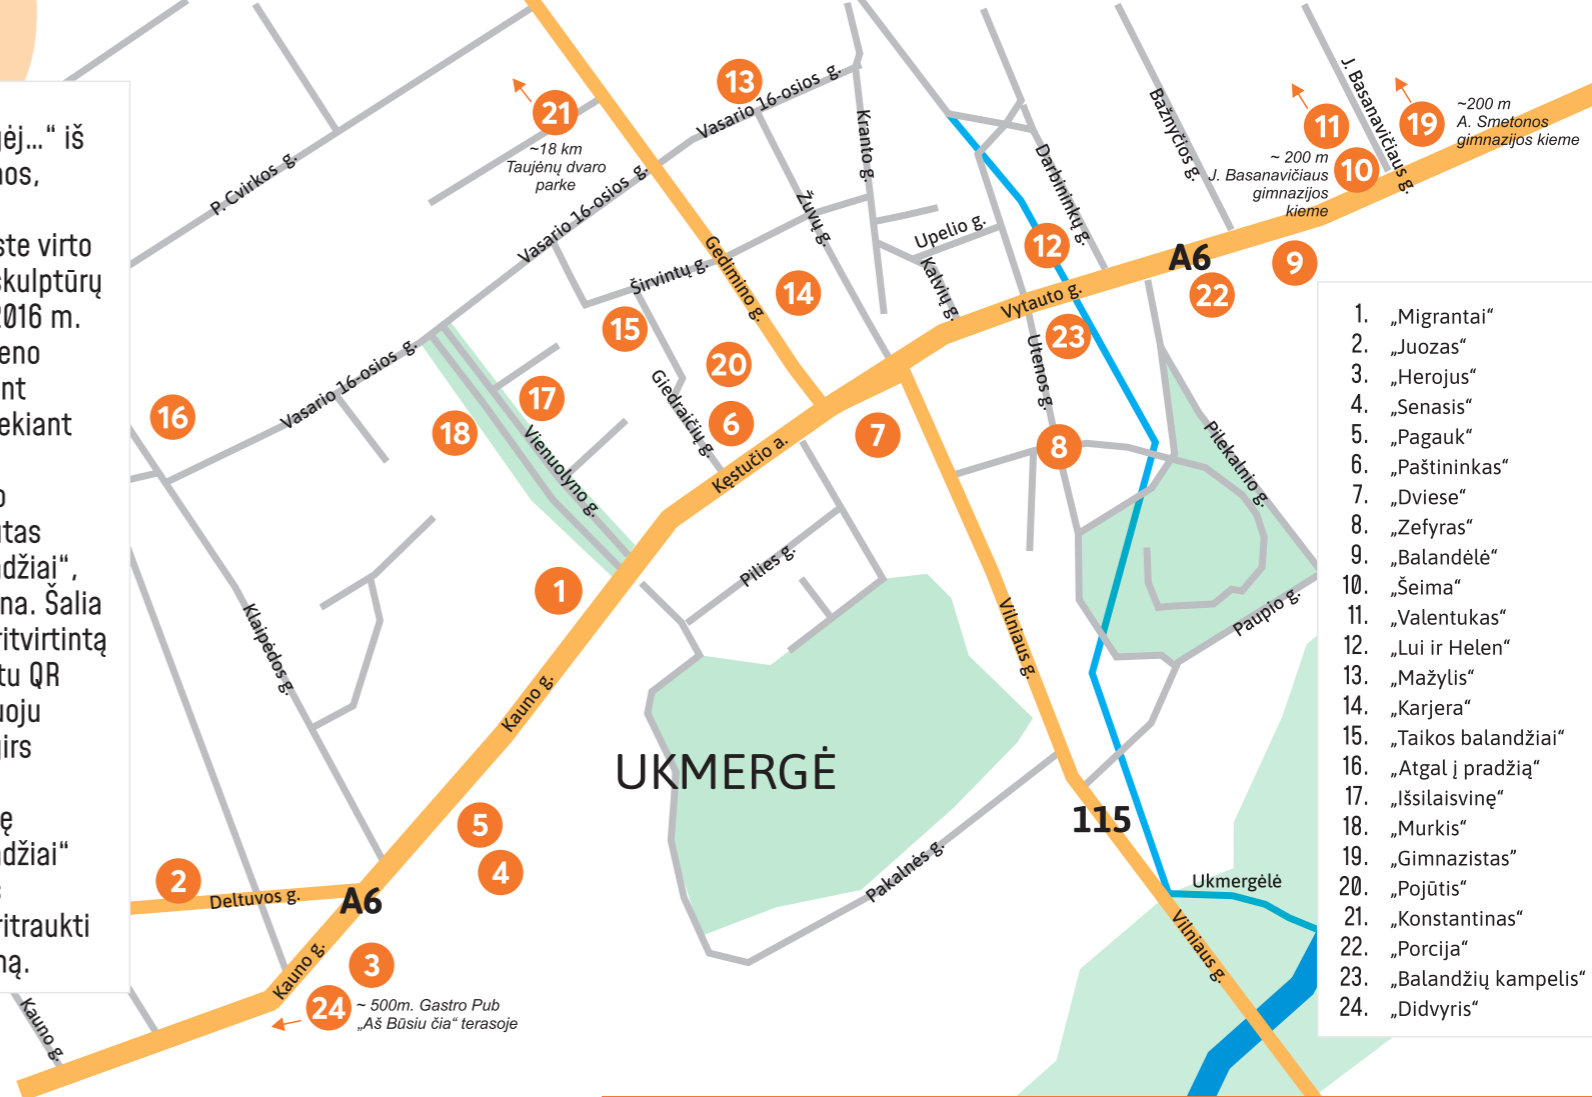 ėj...“ iš
nos,
ste virto
skulptūrų
2016 m.
eno
nt
ekiant
o
utas
džiai“,
na. Šalia
ritvirtintą
tu QR
uoju
girs
ę
džiai“
ritraukti
ną.
P. Cvirkos g.
21
~18 km
Taujėnų dvaro
parke
13
Vasario 16-osios g.
Vasario 16-osios g.
Vasario 16-osios g.
Kranto g.
Žuvų g.
Gedimino g.
Širvintų g.
14
15
20
6
Giedraičių g.
16
17
18
Vienuolyno g.
Kęstučio a.
7
Upelio g.
Kalvių g.
Darbininkų g.
12
Vytauto g.
23
Utenos g.
8
Bažnyčios g.
J. Basanavičiaus g.
11
10
~ 200 m
J. Basanavičiaus
gimnazijos
kieme
19
~200 m
A. Smetonos
gimnazijos kieme
A6
22
9
Pilekalnio g.
Paupio g.
Pilies g.
1
Klaipėdos g.
Kauno g.
UKMERGĖ
Vilniaus g.
115
Pakalnės g.
Ukmergėlė
Vilniaus g.
5
4
2
Deltuvos g.
A6
Kauno g.
3
24
~ 500m. Gastro Pub
„Aš Būsiu čia“ terasoje
Kauno g.
1. „Migrantai“
2. „Juozas“
3. „Herojus“
4. „Senasis“
5. „Pagauk“
6. „Paštininkas“
7. „Dviese“
8. „Zefyras“
9. „Balandėlė“
10. „Šeima“
11. „Valentukas“
12. „Lui ir Helen“
13. „Mažylis“
14. „Karjera“
15. „Taikos balandžiai“
16. „Atgal į pradžią“
17. „Išsilaisvinę“
18. „Murkis“
19. „Gimnazistas”
20. „Pojūtis“
21. „Konstantinas“
22. „Porcija“
23. „Balandžių kampelis“
24. „Didvyris“